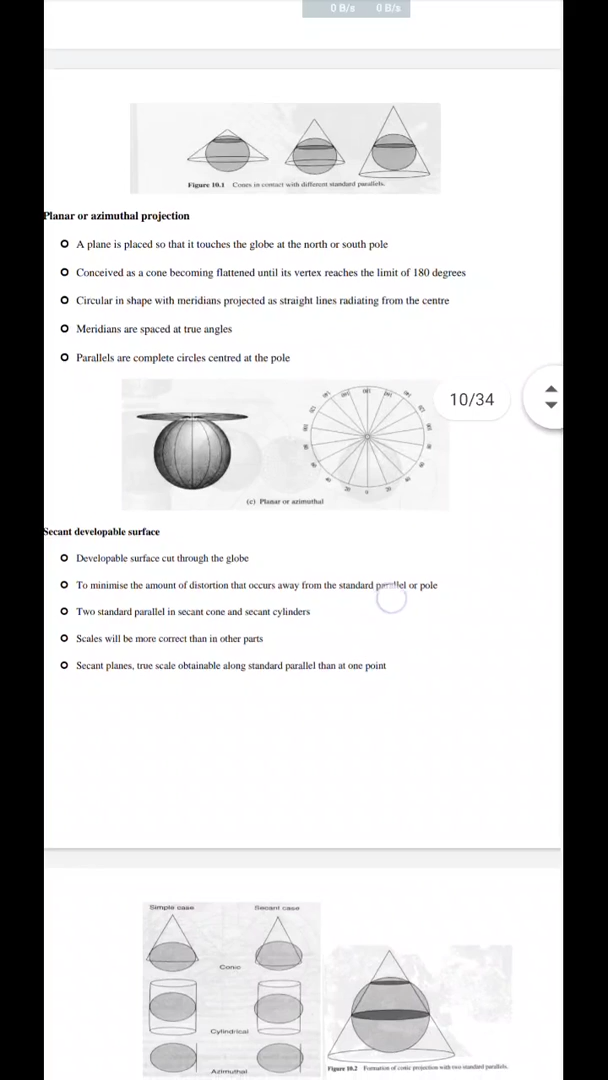 0 B/s 0 B/s
Figure 10.1 Cones in contact with different standard parallels.
Planar or azimuthal projection
A plane is placed so that it touches the globe at the north or south pole
Conceived as a cone becoming flattened until its vertex reaches the limit of 180 degrees
Circular in shape with meridians projected as straight lines radiating from the centre
Meridians are spaced at true angles
Parallels are complete circles centred at the pole
10/34
(c) Planar or azimuthal
Secant developable surface
Developable surface cut through the globe
To minimise the amount of distortion that occurs away from the standard parallel or pole
Two standard parallel in secant cone and secant cylinders
Scales will be more correct than in other parts
Secant planes, true scale obtainable along standard parallel than at one point
Simple case Secant case
Conic
Cylindrical
Azimuthal
Figure 10.2 Formation of conic projection with two standard parallels.